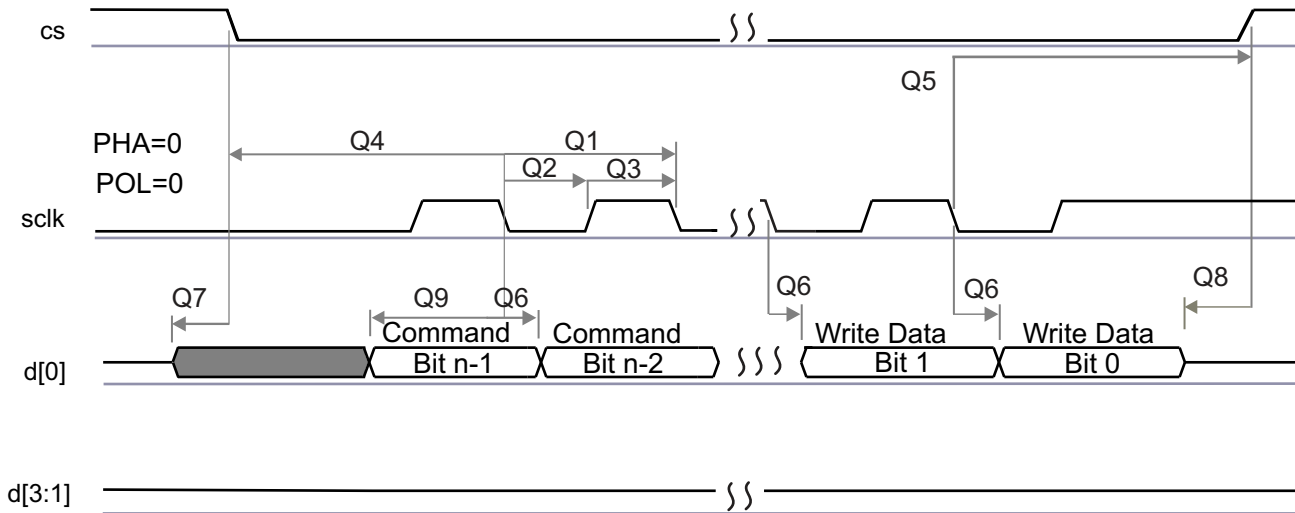 cs
Q5
PHA=0
Q4
Q1
POL=0
Q2
Q3
sclk
Q7
Q9
Q6
Q6
Q6
Q8
Command
Command
Write Data
Write Data
d[0]
Bit n-1
Bit n-2
Bit 1
Bit 0
d[3:1]